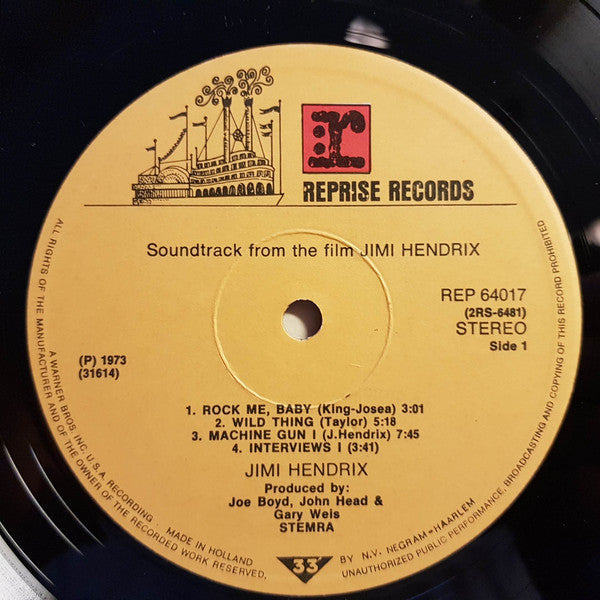 r:
REPRISE RECORDS
Soundtrack from the film JIMI HENDRIX
REP 64017
(2RS-6481)
STEREO
Side 1
(P) 1973
(31614)
1. ROCK ME, BABY (King-Josea) 3:01
2. WILD THING (Taylor) 5:18
3. MACHINE GUN I (J.Hendrix) 7:45
4. INTERVIEWS I (3:41)
JIMI HENDRIX
Produced by:
Joe Boyd, John Head &
Gary Weis
STEMRA
33
ALL RIGHTS OF THE MANUFACTURER AND OF THE OWNER OF THE RECORDED WORK RESERVED. UNAUTHORIZED PUBLIC PERFORMANCE, BROADCASTING AND COPYING OF THIS RECORD PROHIBITED
A WARNER BROS. INC. U.S.A. RECORDING - MADE IN HOLLAND BY N.V. NEGRAM-HAARLEM